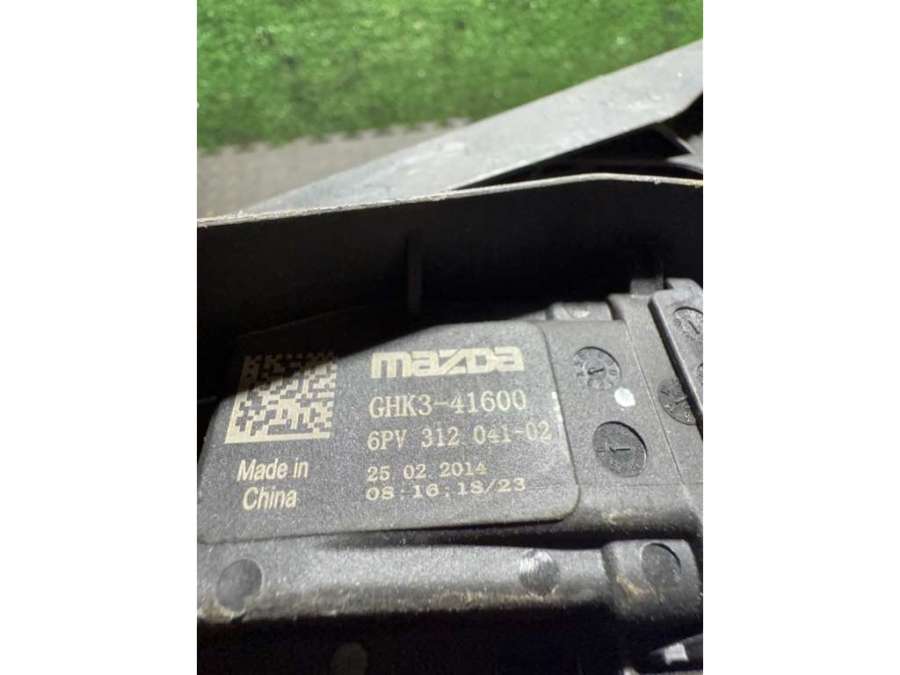 mazda
GHK3-41600
6PV 312 041-02
25 02 2014
08:16:18/23
Made in
China